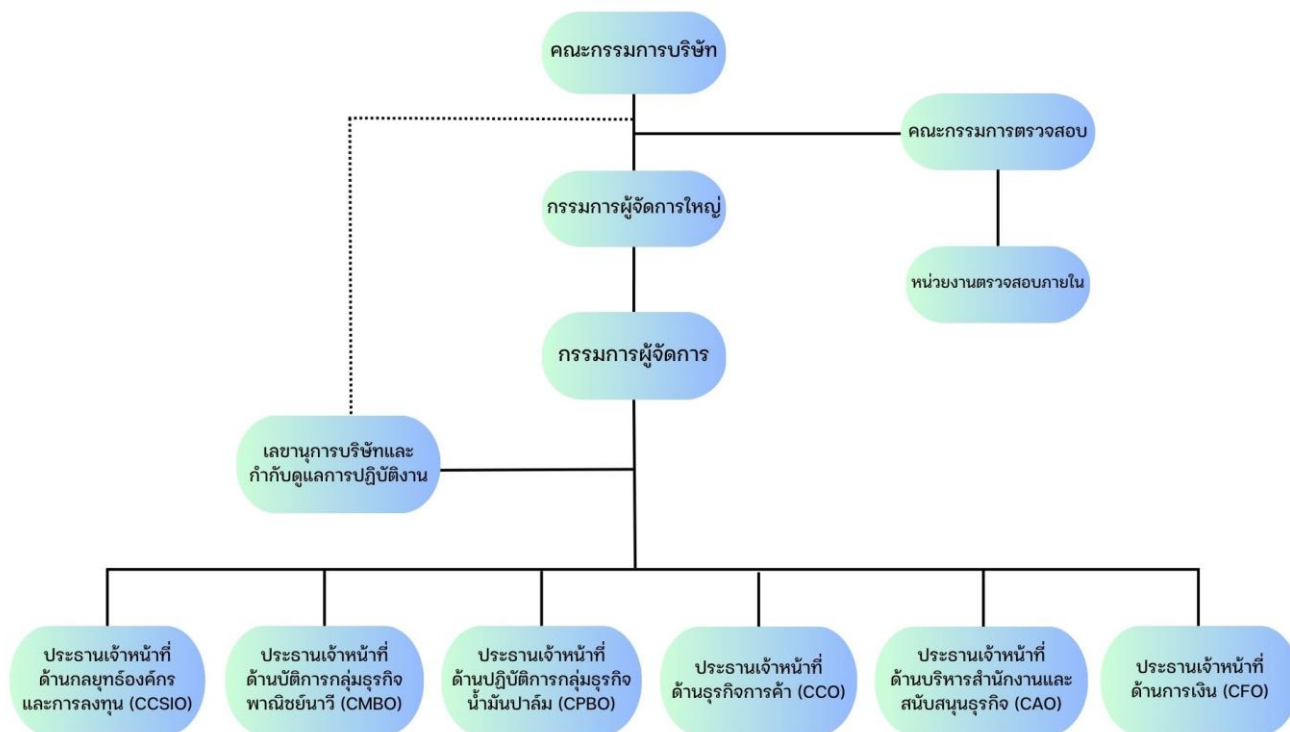 คณะกรรมการบริษัท
คณะกรรมการตรวจสอบ
กรรมการผู้จัดการใหญ่
หน่วยงานตรวจสอบภายใน
กรรมการผู้จัดการ
เลขานุการบริษัทและ
กำกับดูแลการปฏิบัติงาน
ประธานเจ้าหน้าที่
ด้านกลยุทธ์องค์กร
และการลงทุน (CCSIO)
ประธานเจ้าหน้าที่
ด้านบัติการกลุ่มธุรกิจ
พาณิชย์นาวี (CMBO)
ประธานเจ้าหน้าที่
ด้านปฏิบัติการกลุ่มธุรกิจ
น้ำมันปาล์ม (CPBO)
ประธานเจ้าหน้าที่
ด้านธุรกิจการค้า (CCO)
ประธานเจ้าหน้าที่
ด้านบริหารสำนักงานและ
สนับสนุนธุรกิจ (CAO)
ประธานเจ้าหน้าที่
ด้านการเงิน (CFO)